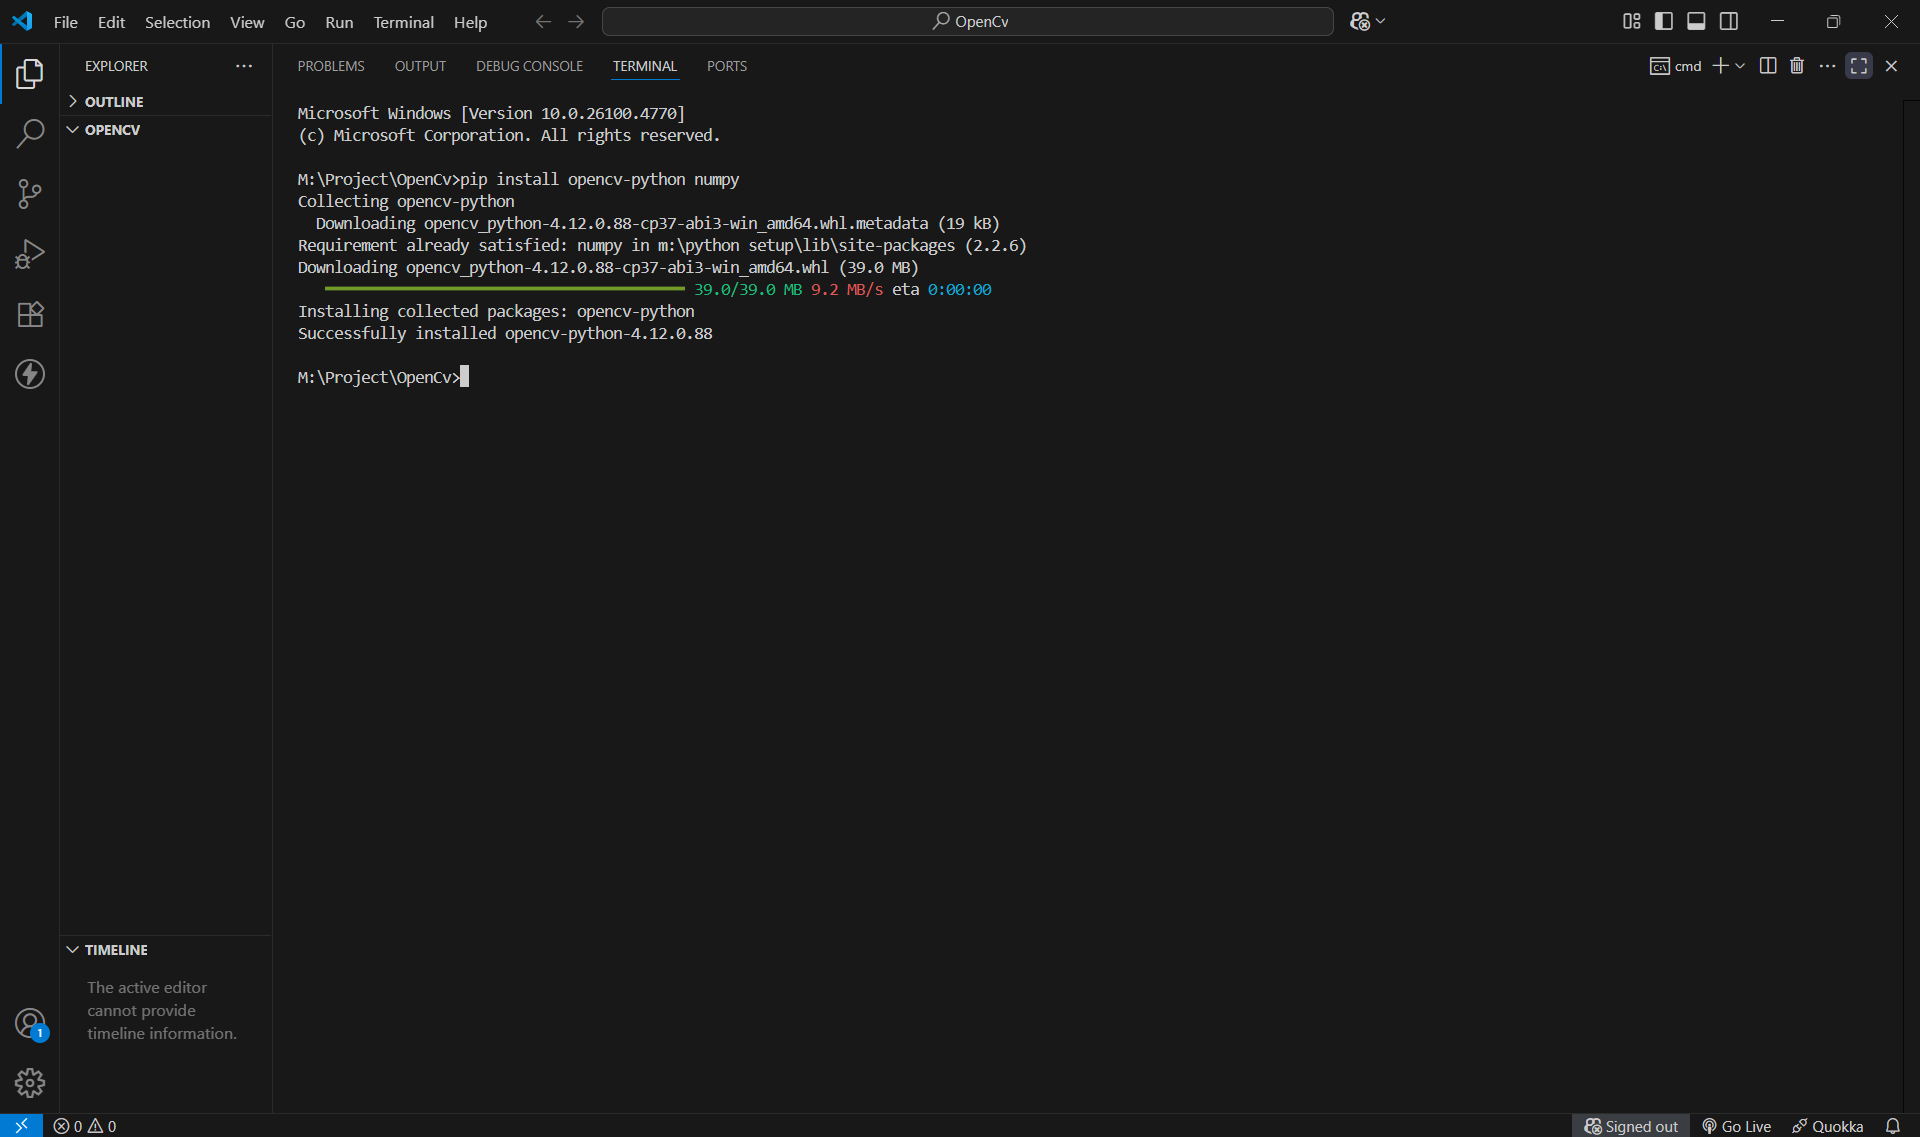 File Edit Selection View Go Run Terminal Help
OpenCv
EXPLORER
OUTLINE
OPENCV
PROBLEMS OUTPUT DEBUG CONSOLE TERMINAL PORTS
cmd
Microsoft Windows [Version 10.0.26100.4770]
(c) Microsoft Corporation. All rights reserved.
M:\Project\OpenCv>pip install opencv-python numpy
Collecting opencv-python
Downloading opencv_python-4.12.0.88-cp37-abi3-win_amd64.whl.metadata (19 kB)
Requirement already satisfied: numpy in m:\python setup\lib\site-packages (2.2.6)
Downloading opencv_python-4.12.0.88-cp37-abi3-win_amd64.whl (39.0 MB)
39.0/39.0 MB 9.2 MB/s eta 0:00:00
Installing collected packages: opencv-python
Successfully installed opencv-python-4.12.0.88
M:\Project\OpenCv>
TIMELINE
The active editor
cannot provide
timeline information.
1
0 0
Signed out Go Live Quokka